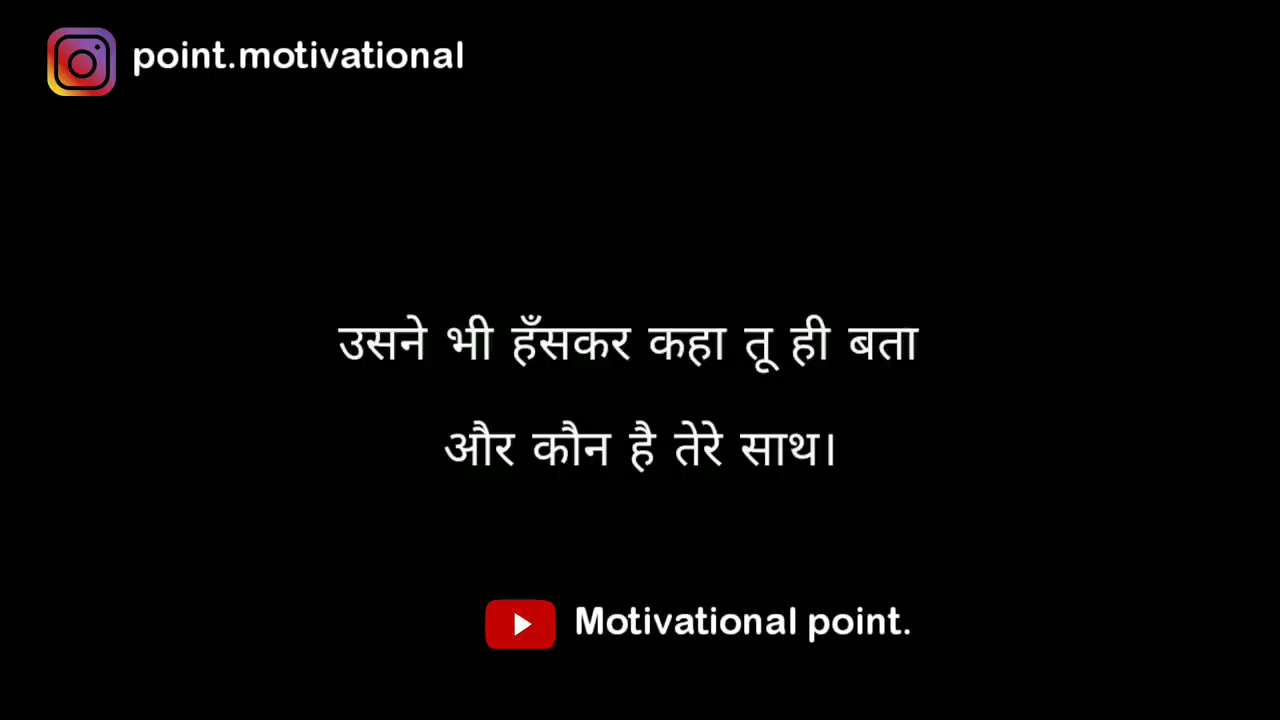 point.motivational
उसने भी हँसकर कहा तू ही बता
और कौन है तेरे साथ।
Motivational point.